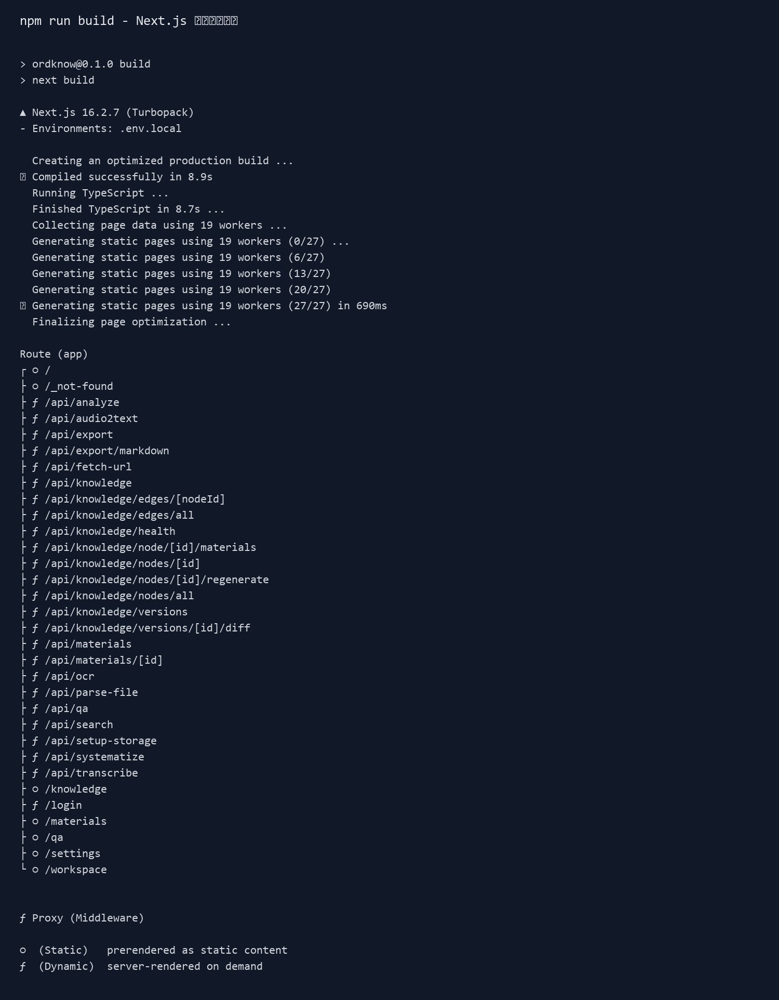 npm run build - Next.js
> ordknow@0.1.0 build
> next build
▲ Next.js 16.2.7 (Turbopack)
- Environments: .env.local
Creating an optimized production build ...
Compiled successfully in 8.9s
Running TypeScript ...
Finished TypeScript in 8.7s ...
Collecting page data using 19 workers ...
Generating static pages using 19 workers (0/27) ...
Generating static pages using 19 workers (6/27)
Generating static pages using 19 workers (13/27)
Generating static pages using 19 workers (20/27)
Generating static pages using 19 workers (27/27) in 690ms
Finalizing page optimization ...
Route (app)
┌ ○ /
├ ○ /_not-found
├ ƒ /api/analyze
├ ƒ /api/audio2text
├ ƒ /api/export
├ ƒ /api/export/markdown
├ ƒ /api/fetch-url
├ ƒ /api/knowledge
├ ƒ /api/knowledge/edges/[nodeId]
├ ƒ /api/knowledge/edges/all
├ ƒ /api/knowledge/health
├ ƒ /api/knowledge/node/[id]/materials
├ ƒ /api/knowledge/nodes/[id]
├ ƒ /api/knowledge/nodes/[id]/regenerate
├ ƒ /api/knowledge/nodes/all
├ ƒ /api/knowledge/versions
├ ƒ /api/knowledge/versions/[id]/diff
├ ƒ /api/materials
├ ƒ /api/materials/[id]
├ ƒ /api/ocr
├ ƒ /api/parse-file
├ ƒ /api/qa
├ ƒ /api/search
├ ƒ /api/setup-storage
├ ƒ /api/systematize
├ ƒ /api/transcribe
├ ○ /knowledge
├ ƒ /login
├ ○ /materials
├ ○ /qa
├ ○ /settings
└ ○ /workspace
ƒ Proxy (Middleware)
○ (Static) prerendered as static content
ƒ (Dynamic) server-rendered on demand